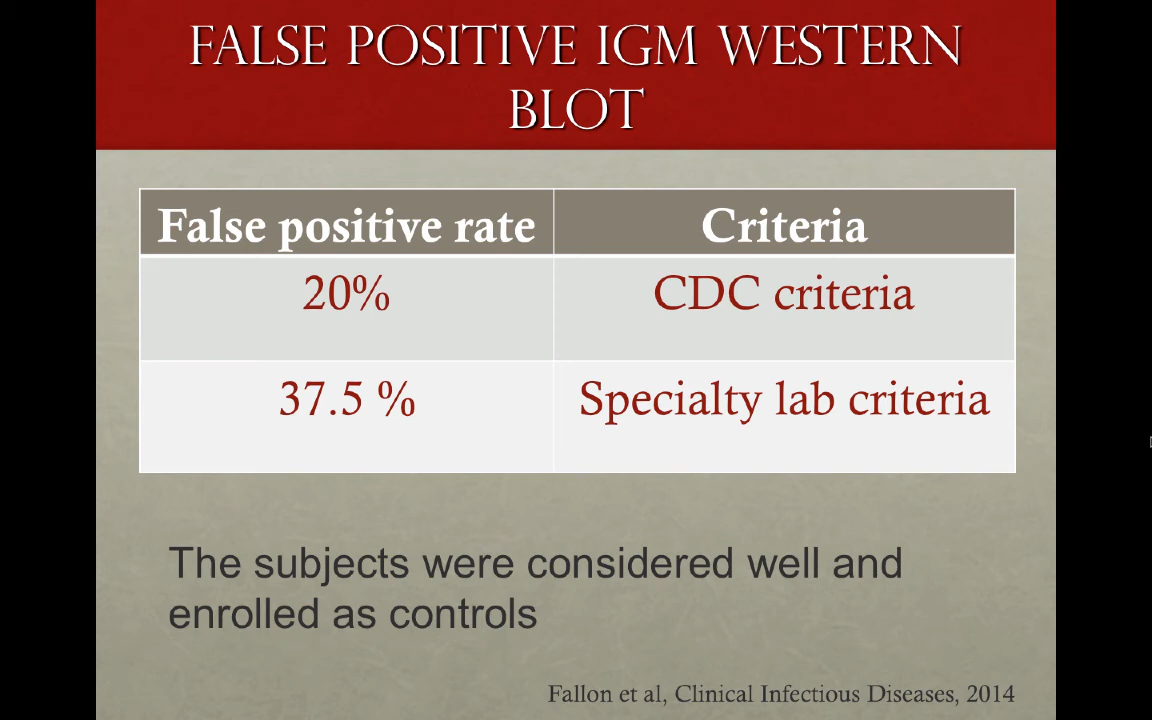 FALSE POSITIVE IGM WESTERN
BLOT
False positive rate Criteria
20% CDC criteria
37.5 % Specialty lab criteria
The subjects were considered well and
enrolled as controls
Fallon et al, Clinical Infectious Diseases, 2014